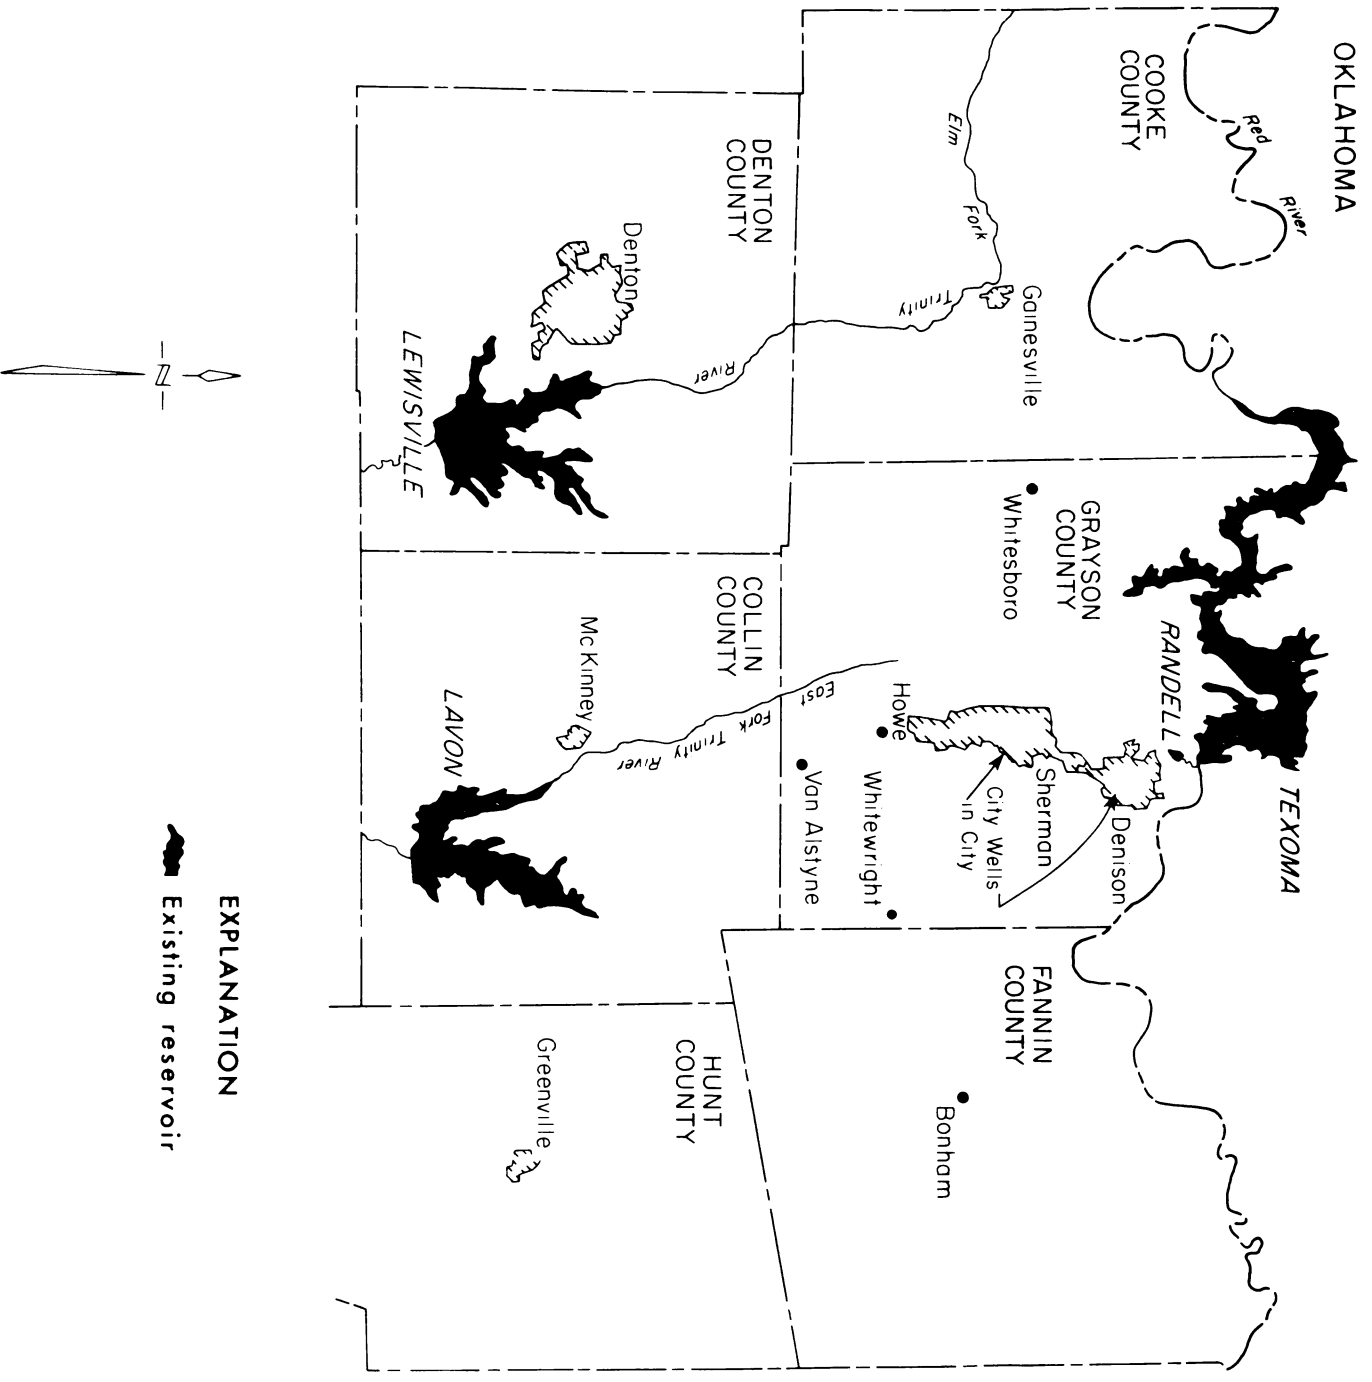 OKLAHOMA
COOKE
COUNTY
Red
River
Elm
Fork
Trinity
River
Gainesville
DENTON
COUNTY
Denton
LEWISVILLE
GRAYSON
COUNTY
Whitesboro
RANDELL
TEXOMA
Denison
Sherman
City Wells
in City
Howe
Whitewright
Van Alstyne
East
Fork
Trinity
River
COLLIN
COUNTY
McKinney
LAVON
FANNIN
COUNTY
Bonham
HUNT
COUNTY
Greenville
N
EXPLANATION
Existing reservoir